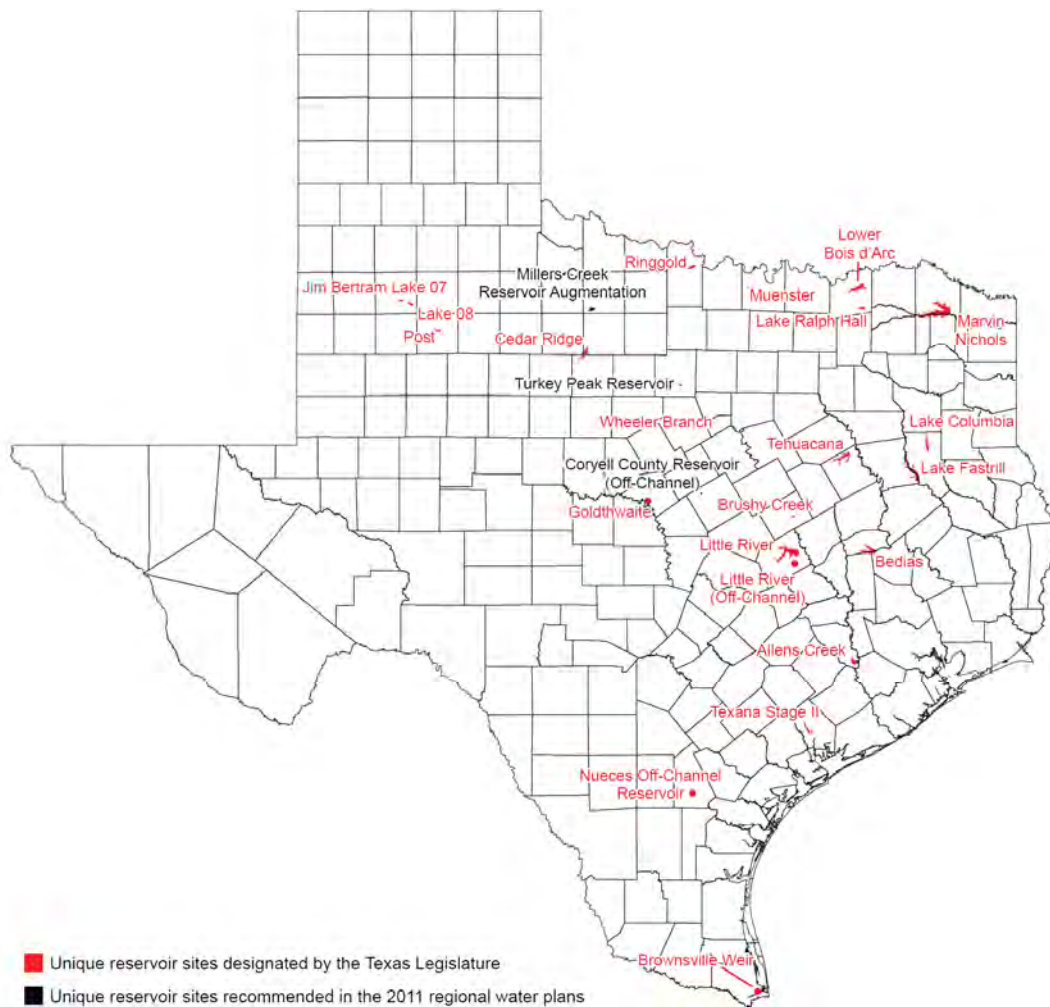 Lower
Bois d'Arc
Ringgold
Millers Creek
Reservoir Augmentation
Jim Bertram Lake 07
Muenster
Lake 08
Lake Ralph Hall
Marvin
Nichols
Post
Cedar Ridge
Turkey Peak Reservoir
Wheeler Branch
Lake Columbia
Tehuacana
Coryell County Reservoir
(Off-Channel)
Lake Fastrill
Brushy Creek
Goldthwaite
Little River
Bedias
Little River
(Off-Channel)
Allens Creek
Texana Stage II
Nueces Off-Channel
Reservoir
Brownsville Weir
Unique reservoir sites designated by the Texas Legislature
Unique reservoir sites recommended in the 2011 regional water plans